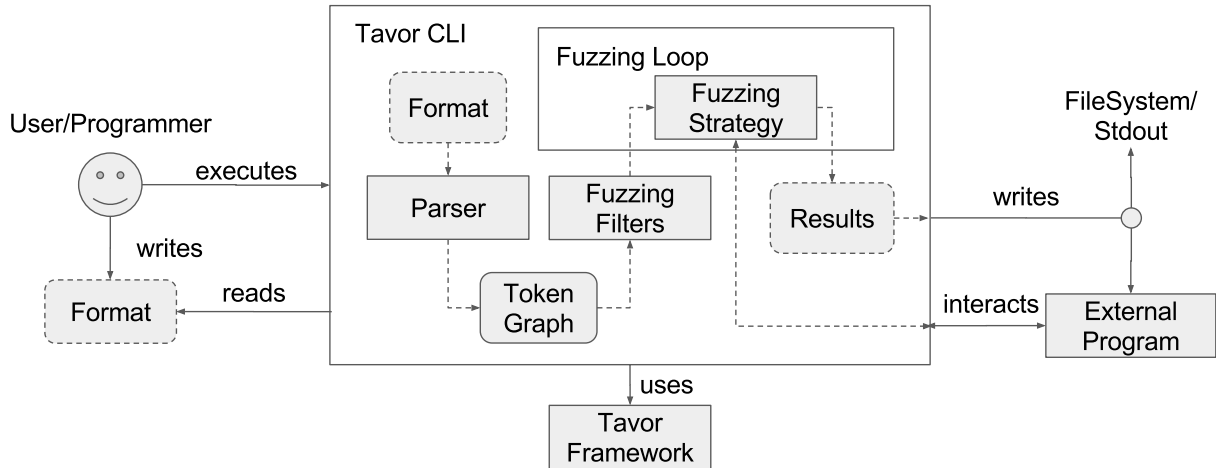 Tavor CLI
Fuzzing Loop
Format
Fuzzing
Strategy
FileSystem/
Stdout
User/Programmer
executes
Parser
Fuzzing
Filters
Results
writes
writes
Format
reads
Token
Graph
interacts
External
Program
uses
Tavor
Framework